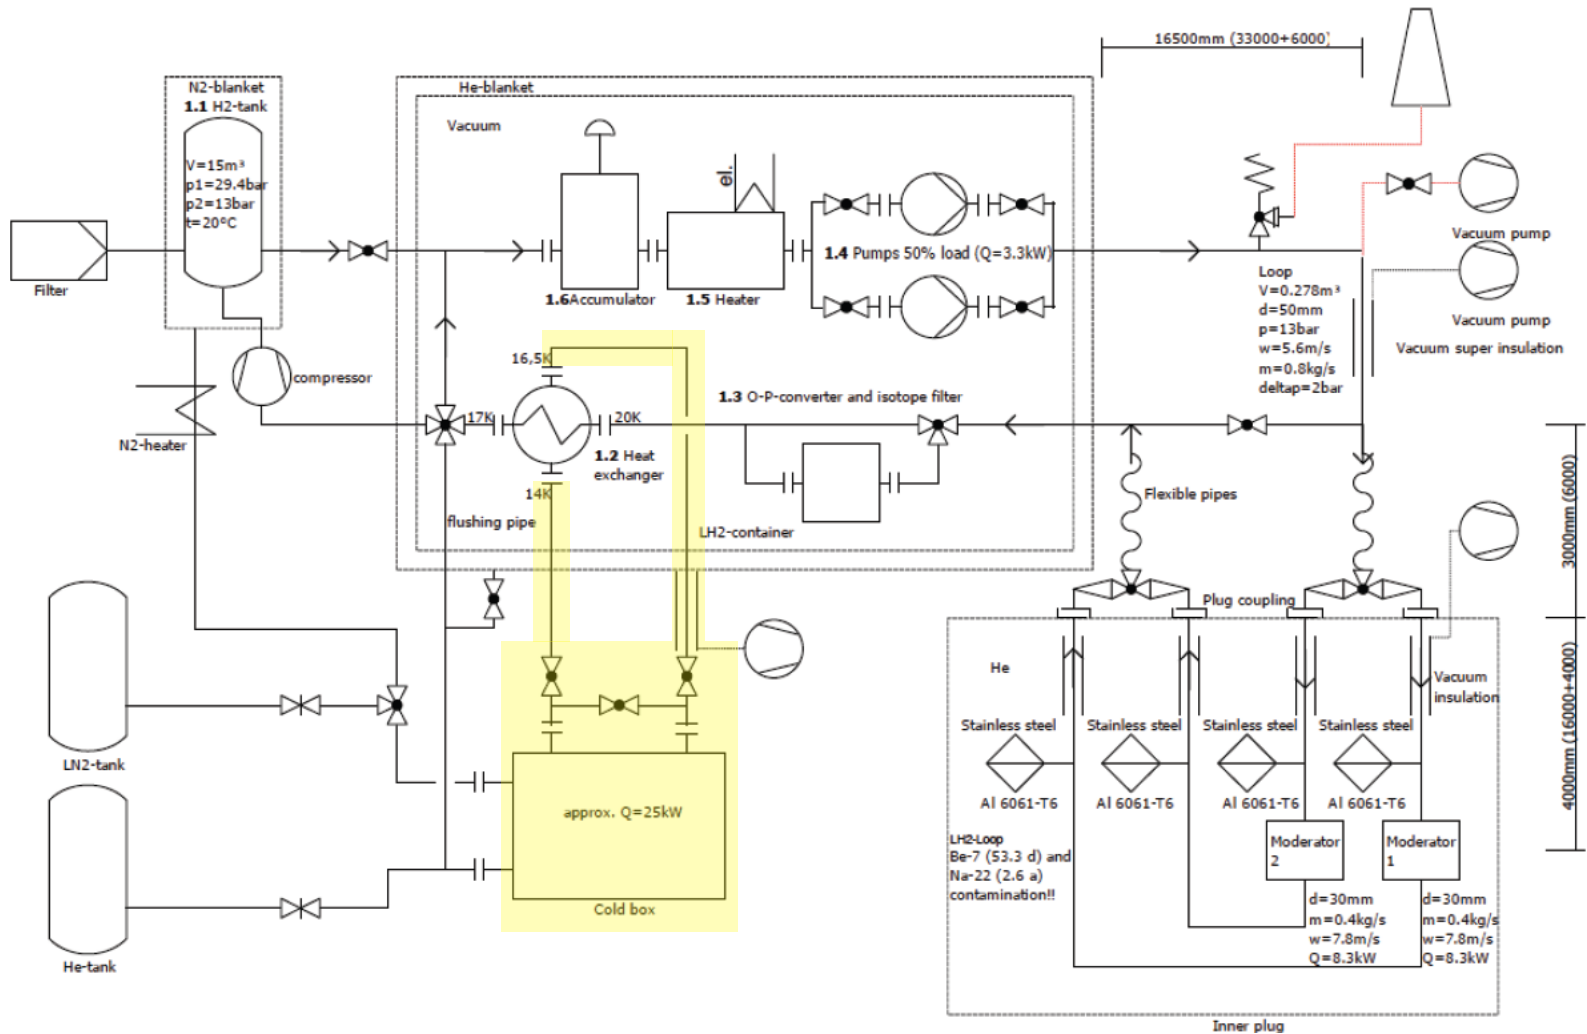 16500mm (33000+6000)
N2-blanket
1.1 H2-tank
V=15m³
p1=29.4bar
p2=13bar
t=20ºC
Filter
He-blanket
Vacuum
el.
1.6Accumulator
1.5 Heater
1.4 Pumps 50% load (Q=3.3kW)
Vacuum pump
Vacuum pump
Vacuum super insulation
Loop
V=0.278m³
d=50mm
p=13bar
w=5.6m/s
m=0.8kg/s
deltap=2bar
compressor
N2-heater
16,5K
17K
20K
14K
1.2 Heat
exchanger
1.3 O-P-converter and isotope filter
LH2-container
flushing pipe
Flexible pipes
3000mm (6000)
Plug coupling
He
Vacuum
insulation
Stainless steel
Stainless steel
Stainless steel
Stainless steel
Al 6061-T6
Al 6061-T6
Al 6061-T6
Al 6061-T6
4000mm (16000+4000)
LN2-tank
He-tank
approx. Q=25kW
Cold box
LH2-Loop
Be-7 (53.3 d) and
Na-22 (2.6 a)
contamination!!
Moderator
2
Moderator
1
d=30mm
m=0.4kg/s
w=7.8m/s
Q=8.3kW
d=30mm
m=0.4kg/s
w=7.8m/s
Q=8.3kW
Inner plug